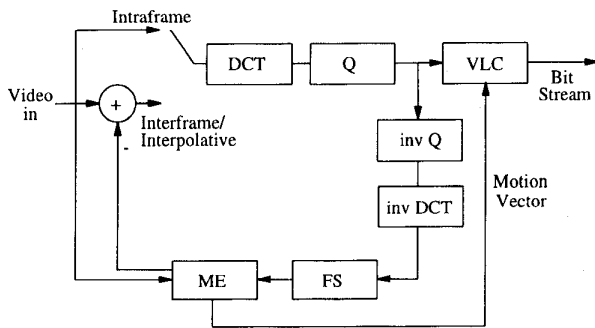 Intraframe
DCT
Q
VLC
Bit
Stream
Video
in
+
Interframe/
Interpolative
-
inv Q
inv DCT
Motion
Vector
ME
FS